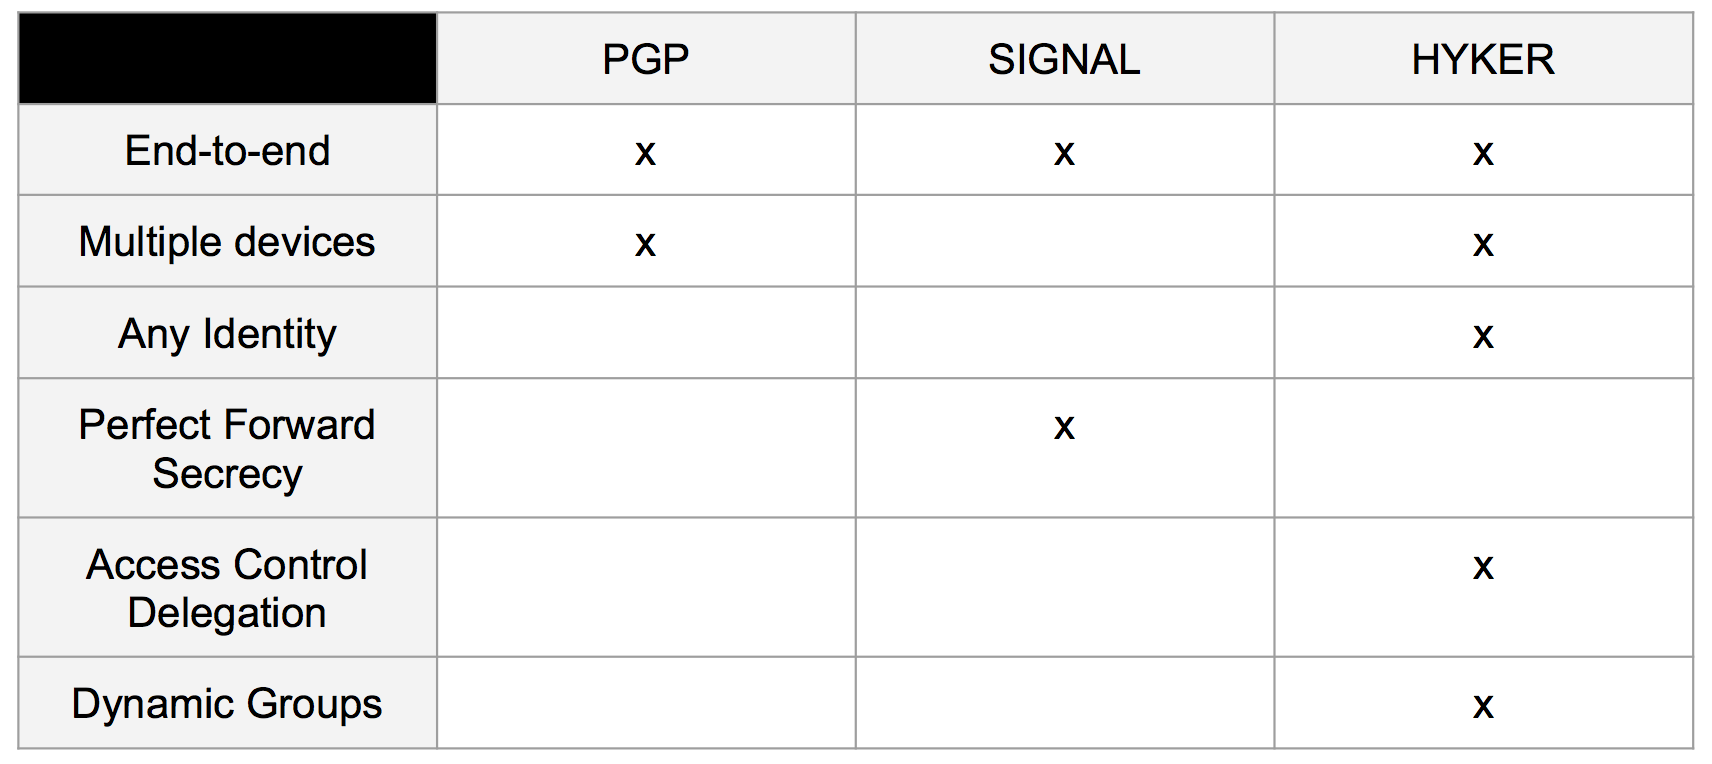 PGP SIGNAL HYKER
End-to-end x x x
Multiple devices x x
Any Identity x
Perfect Forward x
Secrecy
Access Control x
Delegation
Dynamic Groups x